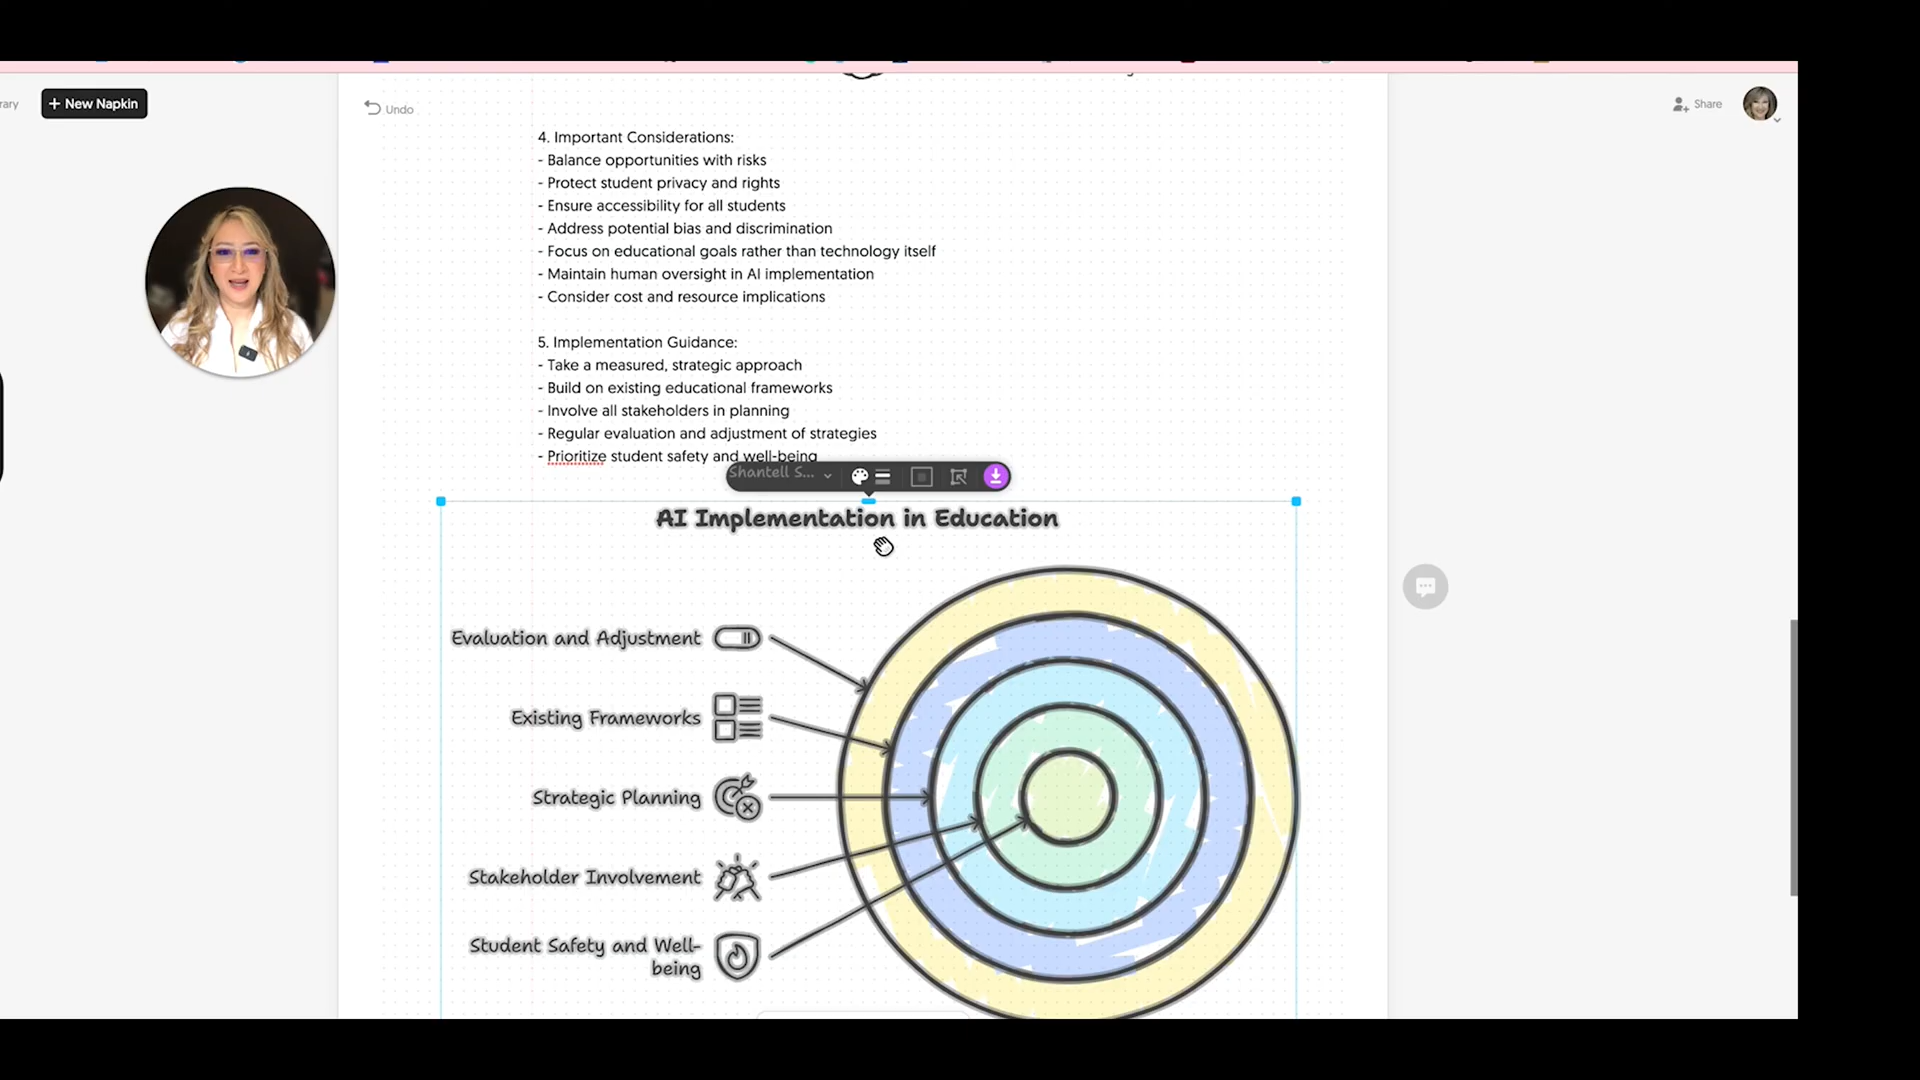 rary
+ New Napkin
Undo
Share
4. Important Considerations:
- Balance opportunities with risks
- Protect student privacy and rights
- Ensure accessibility for all students
- Address potential bias and discrimination
- Focus on educational goals rather than technology itself
- Maintain human oversight in AI implementation
- Consider cost and resource implications
5. Implementation Guidance:
- Take a measured, strategic approach
- Build on existing educational frameworks
- Involve all stakeholders in planning
- Regular evaluation and adjustment of strategies
- Prioritize student safety and well-being
Shantell S...
AI Implementation in Education
Evaluation and Adjustment
Existing Frameworks
Strategic Planning
Stakeholder Involvement
Student Safety and Well-
being